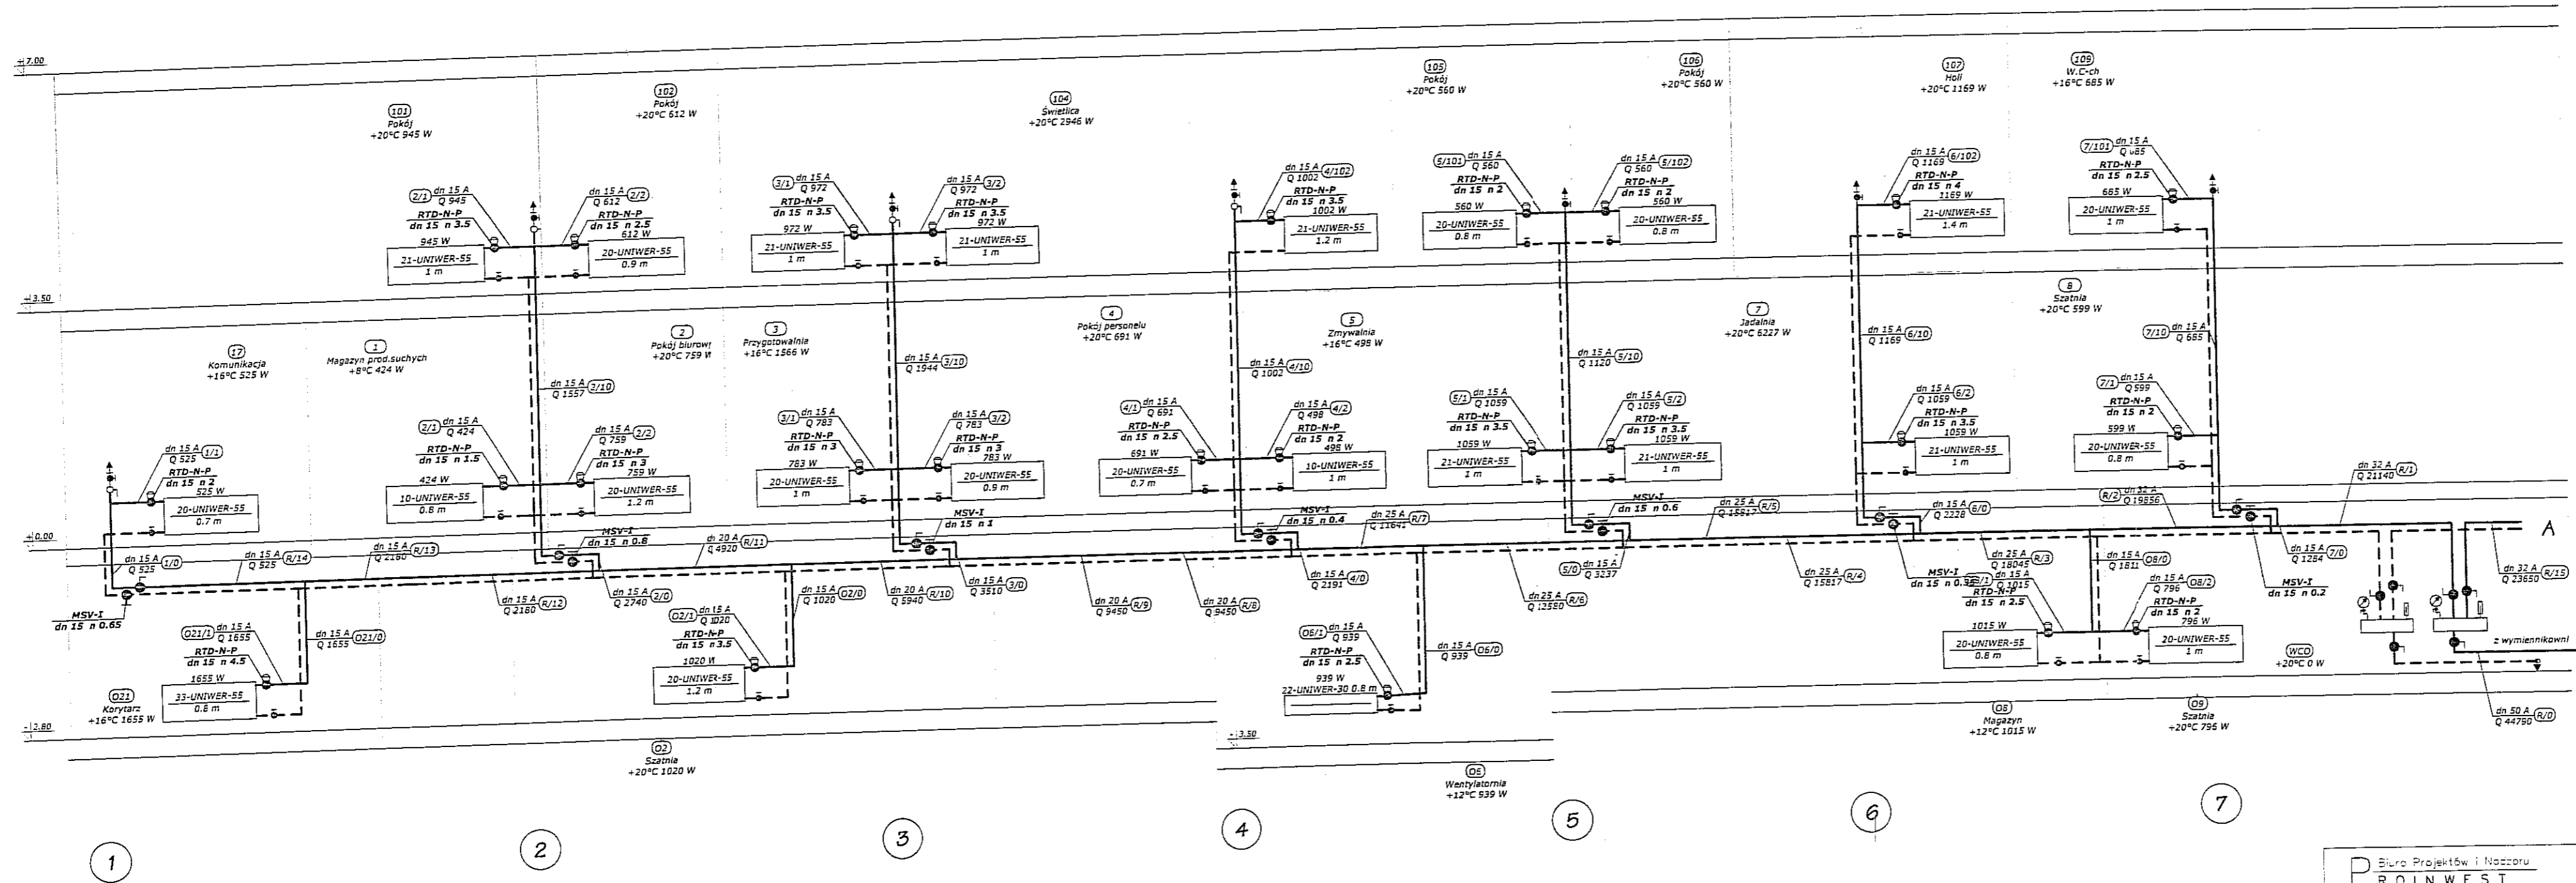 +7.00
101
Pokój
+20°C 945 W
102
Pokój
+20°C 612 W
104
Świetlica
+20°C 2946 W
105
Pokój
+20°C 560 W
106
Pokój
+20°C 560 W
107
Holl
+20°C 1169 W
109
W.C-ch
+16°C 685 W
2/1 dn 15 A
Q 945
RTD-N-P
dn 15 n 3.5
945 W
21-UNIWER-55
1 m
dn 15 A 2/2
Q 612
RTD-N-P
dn 15 n 2.5
612 W
20-UNIWER-55
0.9 m
3/1 dn 15 A
Q 972
RTD-N-P
dn 15 n 3.5
972 W
21-UNIWER-55
1 m
dn 15 A 3/2
Q 972
RTD-N-P
dn 15 n 3.5
972 W
21-UNIWER-55
1 m
dn 15 A 4/102
Q 1002
RTD-N-P
dn 15 n 3.5
1002 W
21-UNIWER-55
1.2 m
5/101 dn 15 A
Q 560
RTD-N-P
dn 15 n 2
560 W
20-UNIWER-55
0.8 m
dn 15 A 5/102
Q 560
RTD-N-P
dn 15 n 2
560 W
20-UNIWER-55
0.8 m
dn 15 A 6/102
Q 1169
RTD-N-P
dn 15 n 4
1169 W
21-UNIWER-55
1.4 m
7/101 dn 15 A
RTD-N-P
dn 15 n 2.5
685 W
20-UNIWER-55
1 m
+3.50
17
Komunikacja
+16°C 525 W
1
Magazyn prod.suchych
+8°C 424 W
2
Pokój biurowy
+20°C 759 W
3
Przygotowalnia
+16°C 1566 W
4
Pokój personelu
+20°C 691 W
5
Zmywalnia
+16°C 498 W
7
Jadalnia
+20°C 6227 W
8
Szatnia
+20°C 599 W
dn 15 A 2/10
Q 1557
dn 15 A 3/10
Q 1944
dn 15 A 4/10
Q 1002
dn 15 A 5/10
Q 1120
dn 15 A 6/10
Q 1169
7/10 dn 15 A
Q 685
dn 15 A 1/1
Q 525
RTD-N-P
dn 15 n 2
525 W
20-UNIWER-55
0.7 m
2/1 dn 15 A
Q 424
RTD-N-P
dn 15 n 1.5
424 W
10-UNIWER-55
0.8 m
dn 15 A 2/2
Q 759
RTD-N-P
dn 15 n 3
759 W
20-UNIWER-55
1.2 m
3/1 dn 15 A
Q 783
RTD-N-P
dn 15 n 3
783 W
20-UNIWER-55
1 m
dn 15 A 3/2
Q 783
RTD-N-P
dn 15 n 3
783 W
20-UNIWER-55
0.9 m
4/1 dn 15 A
Q 691
RTD-N-P
dn 15 n 2.5
691 W
20-UNIWER-55
0.7 m
dn 15 A 4/2
Q 498
RTD-N-P
dn 15 n 2
498 W
10-UNIWER-55
1 m
5/1 dn 15 A
Q 1059
RTD-N-P
dn 15 n 3.5
1059 W
21-UNIWER-55
1 m
dn 15 A 5/2
Q 1059
RTD-N-P
dn 15 n 3.5
1059 W
21-UNIWER-55
1 m
dn 15 A 6/2
Q 1059
RTD-N-P
dn 15 n 3.5
1059 W
21-UNIWER-55
1 m
7/1 dn 15 A
Q 599
RTD-N-P
dn 15 n 2
599 W
20-UNIWER-55
0.8 m
±0.00
dn 15 A 1/0
Q 525
dn 15 A R/14
Q 525
dn 15 A R/13
Q 2180
MSV-I
dn 15 n 0.65
dn 15 A R/12
Q 2180
MSV-I
dn 15 n 0.8
dn 15 A 2/0
Q 2740
dn 20 A R/11
Q 4920
dn 20 A R/10
Q 5940
MSV-I
dn 15 n 1
dn 15 A 3/0
Q 3510
dn 20 A R/9
Q 9450
dn 20 A R/8
Q 9450
MSV-I
dn 15 n 0.4
dn 15 A 4/0
Q 2191
dn 25 A R/7
Q 11641
dn 25 A R/6
Q 12580
MSV-I
dn 15 n 0.6
5/0 dn 15 A
Q 3237
dn 25 A R/5
Q 15817
dn 25 A R/4
Q 15817
dn 15 A 6/0
Q 2228
MSV-I
dn 25 A R/3
Q 18045
R/2 dn 32 A
Q 19856
dn 32 A R/1
Q 21140
dn 15 A 7/0
Q 1284
MSV-I
dn 15 n 0.2
dn 32 A R/15
Q 23650
A
O21/1 dn 15 A
Q 1655
RTD-N-P
dn 15 n 4.5
1655 W
33-UNIWER-55
0.8 m
dn 15 A O21/0
Q 1655
O2/1 dn 15 A
Q 1020
RTD-N-P
dn 15 n 3.5
1020 W
20-UNIWER-55
1.2 m
dn 15 A O2/0
Q 1020
O6/1 dn 15 A
Q 939
RTD-N-P
dn 15 n 2.5
939 W
22-UNIWER-30 0.8 m
dn 15 A O6/0
Q 939
dn 15 A
Q 1015
RTD-N-P
dn 15 n 2.5
1015 W
20-UNIWER-55
0.8 m
dn 15 A O8/0
Q 1811
dn 15 A O8/2
Q 796
RTD-N-P
dn 15 n 2
796 W
20-UNIWER-55
1 m
WCO
+20°C 0 W
z wymiennikowni
dn 50 A R/0
Q 44790
O21
Korytarz
+16°C 1655 W
-2.80
O2
Szatnia
+20°C 1020 W
-3.50
O6
Wentylatornia
+12°C 939 W
O8
Magazyn
+12°C 1015 W
O9
Szatnia
+20°C 796 W
1
2
3
4
5
6
7
Biuro Projektów i Nadzoru
P R O I N W E S T